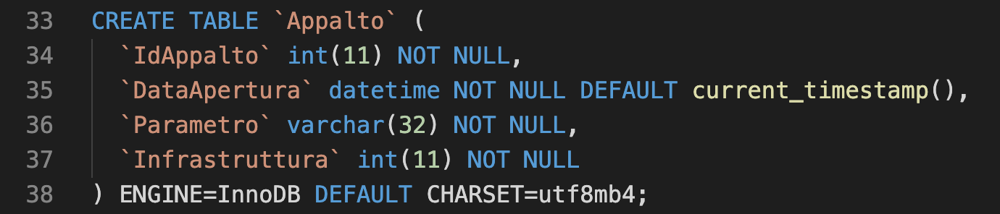 33 CREATE TABLE `Appalto` (
34 `IdAppalto` int(11) NOT NULL,
35 `DataApertura` datetime NOT NULL DEFAULT current_timestamp(),
36 `Parametro` varchar(32) NOT NULL,
37 `Infrastruttura` int(11) NOT NULL
38 ) ENGINE=InnoDB DEFAULT CHARSET=utf8mb4;